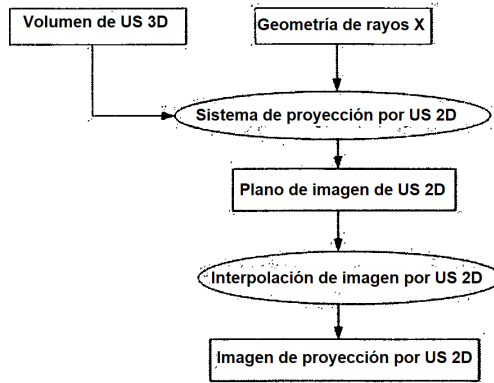 Volumen de US 3D
Geometría de rayos X
Sistema de proyección por US 2D
Plano de imagen de US 2D
Interpolación de imagen por US 2D
Imagen de proyección por US 2D